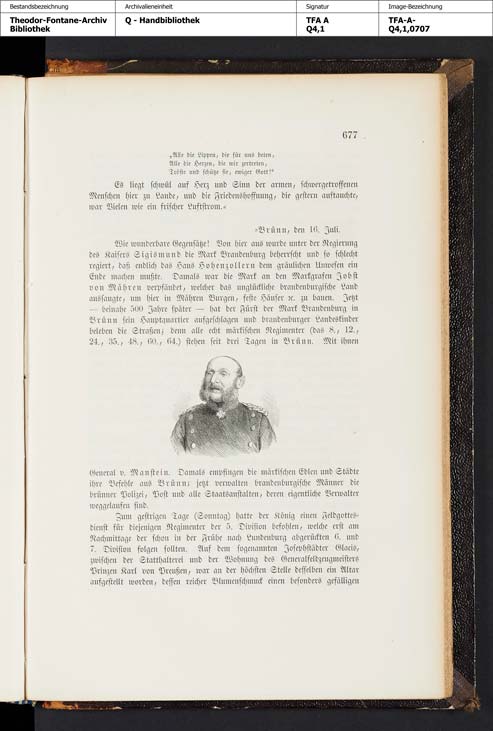 Bestandsbezeichnung
Archivalieneinheit
Signatur
Image-Bezeichnung
Theodor-Fontane-Archiv
Bibliothek
Q - Handbibliothek
TFA A
Q4,1
TFA-A-
Q4,1,0707
677
„Alle die Lippen, die für uns beten,
Alle die Herzen, die wir zertreten,
Tröste und schütze sie, ewiger Gott!“
Es liegt schwül auf Herz und Sinn der armen, schwergetroffenen
Menschen hier zu Lande, und die Friedenshoffnung, die gestern auftauchte,
war Vielen wie ein frischer Luftstrom.«
»Brünn, den 16. Juli.
Wie wunderbare Gegensätze! Von hier aus wurde unter der Regierung
des Kaisers Sigismund die Mark Brandenburg beherrscht und so schlecht
regiert, daß endlich das Haus Hohenzollern dem gräulichen Unwesen ein
Ende machen mußte. Damals war die Mark an den Markgrafen Jobst
von Mähren verpfändet, welcher das unglückliche brandenburgische Land
aussaugte, um hier in Mähren Burgen, feste Häuser ꝛc. zu bauen. Jetzt
— beinahe 500 Jahre später — hat der Fürst der Mark Brandenburg in
Brünn sein Hauptquartier aufgeschlagen und brandenburger Landeskinder
beleben die Straßen; denn alle echt märkischen Regimenter (das 8., 12.,
24., 35., 48., 60., 64.) stehen seit drei Tagen in Brünn. Mit ihnen
General v. Manstein. Damals empfingen die märkischen Edlen und Städte
ihre Befehle aus Brünn; jetzt verwalten brandenburgische Männer die
brünner Polizei, Post und alle Staatsanstalten, deren eigentliche Verwalter
weggelaufen sind.
Zum gestrigen Tage (Sonntag) hatte der König einen Feldgottes-
dienst für diejenigen Regimenter der 5. Division befohlen, welche erst am
Nachmittage der schon in der Frühe nach Lundenburg abgerückten 6. und
7. Division folgen sollten. Auf dem sogenannten Josephstädter Glacis,
zwischen der Statthalterei und der Wohnung des Generalfeldzeugmeisters
Prinzen Karl von Preußen, war an der höchsten Stelle desselben ein Altar
aufgestellt worden, dessen reicher Blumenschmuck einen besonders gefälligen